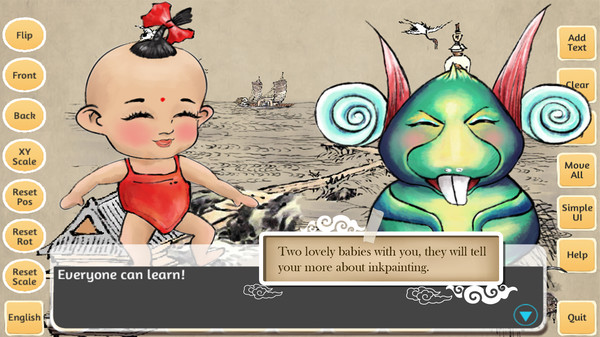 Flip
Front
Back
XY
Scale
Reset
Pos
Reset
Rot
Reset
Scale
English
Add
Text
Clear
Move
All
Simple
UI
Help
Quit
Two lovely babies with you, they will tell
your more about inkpainting.
Everyone can learn!